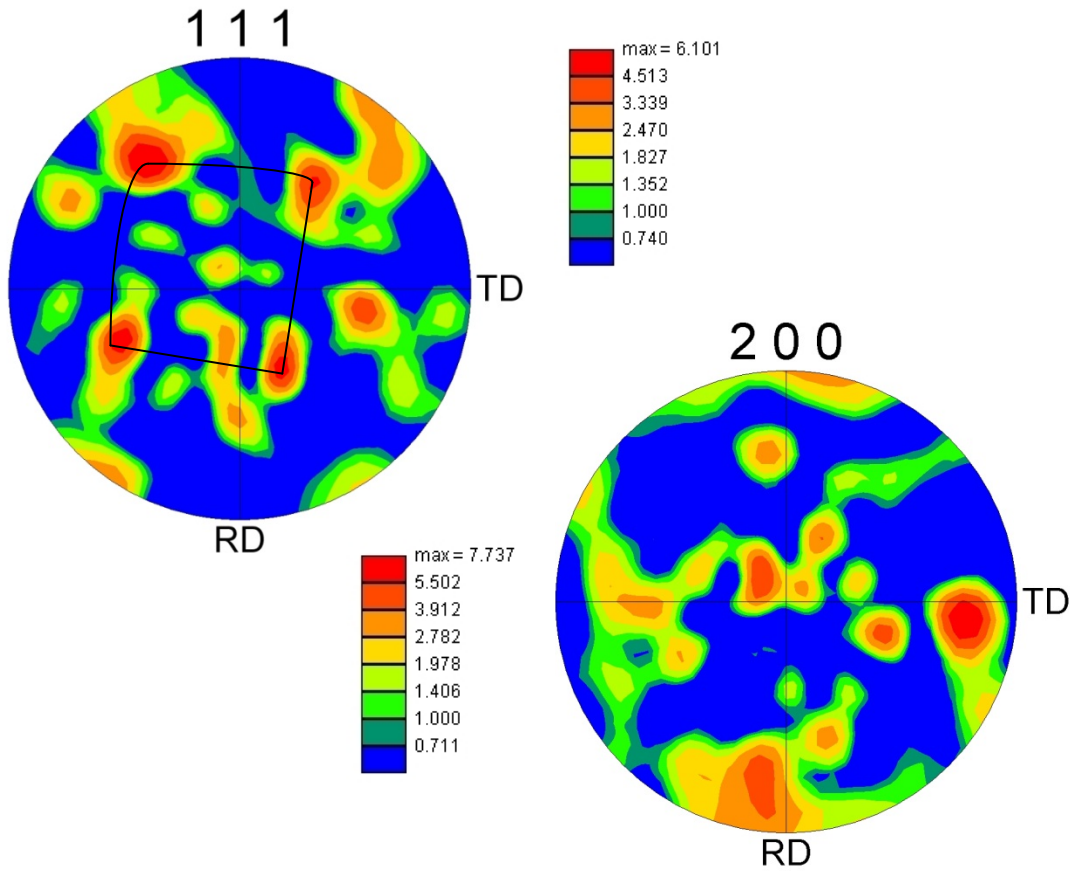 1 1 1
max = 6.101
4.513
3.339
2.470
1.827
1.352
1.000
0.740
TD
RD
2 0 0
max = 7.737
5.502
3.912
2.782
1.978
1.406
1.000
0.711
TD
RD